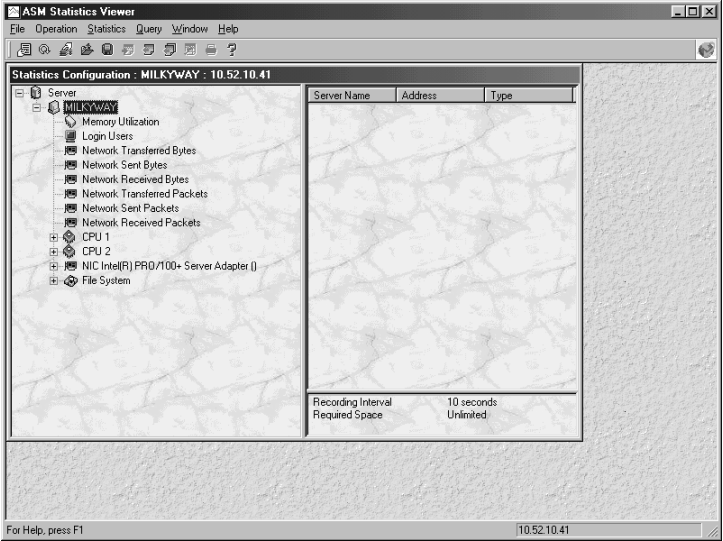 ASM Statistics Viewer
File Operation Statistics Query Window Help
Statistics Configuration : MILKYWAY : 10.52.10.41
Server
MILKYWAY
Memory Utilization
Login Users
Network Transferred Bytes
Network Sent Bytes
Network Received Bytes
Network Transferred Packets
Network Sent Packets
Network Received Packets
CPU 1
CPU 2
NIC Intel(R) PRO/100+ Server Adapter ()
File System
Server Name Address Type
Recording Interval 10 seconds
Required Space Unlimited
For Help, press F1 10.52.10.41